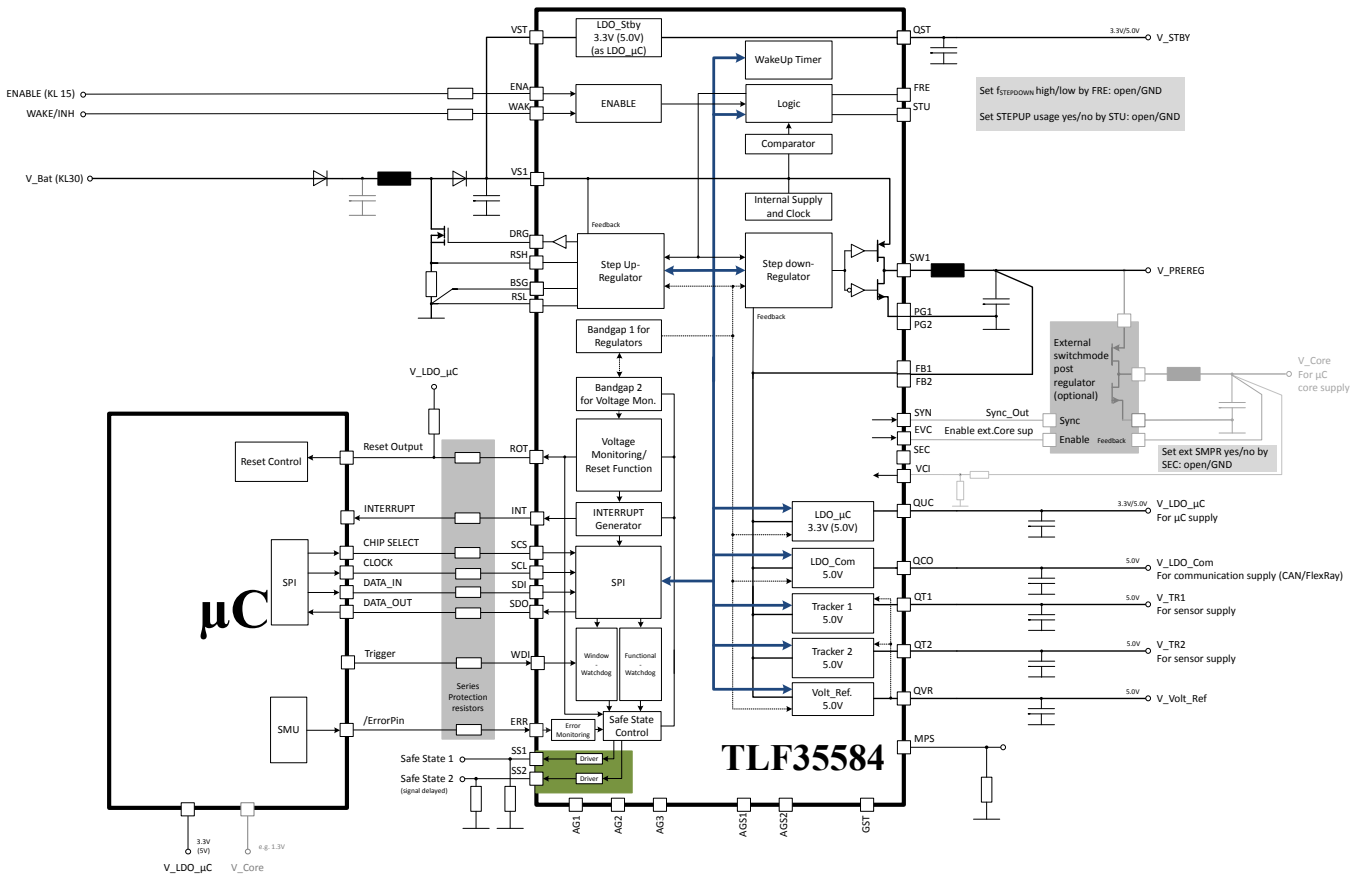 VST
LDO_Stby
3.3V (5.0V)
(as LDO_µC)
QST
3.3V/5.0V
V_STBY
WakeUp Timer
ENABLE (KL 15)
ENA
WAKE/INH
WAK
ENABLE
Logic
FRE
STU
Set fSTEPDOWN high/low by FRE: open/GND
Set STEPUP usage yes/no by STU: open/GND
Comparator
V_Bat (KL30)
VS1
Internal Supply
and Clock
Feedback
DRG
RSH
BSG
RSL
Step Up-
Regulator
Step down-
Regulator
Feedback
SW1
V_PREREG
PG1
PG2
Bandgap 1 for
Regulators
External
switchmode
post
regulator
(optional)
V_Core
For µC
core supply
V_LDO_µC
Bandgap 2
for Voltage Mon.
FB1
FB2
SYN
Sync_Out
Sync
EVC
Enable ext.Core sup
Enable
Feedback
SEC
Set ext SMPR yes/no by
SEC: open/GND
VCI
Reset Control
Reset Output
ROT
Voltage
Monitoring/
Reset Function
INTERRUPT
INT
INTERRUPT
Generator
LDO_µC
3.3V (5.0V)
QUC
3.3V/5.0V
V_LDO_µC
For µC supply
SPI
CHIP SELECT
SCS
CLOCK
SCL
DATA_IN
SDI
DATA_OUT
SDO
SPI
LDO_Com
5.0V
QCO
5.0V
V_LDO_Com
For communication supply (CAN/FlexRay)
µC
Tracker 1
5.0V
QT1
5.0V
V_TR1
For sensor supply
Trigger
WDI
Window
-
Watchdog
Functional
-
Watchdog
Tracker 2
5.0V
QT2
5.0V
V_TR2
For sensor supply
Series
Protection
resistors
Volt_Ref.
5.0V
QVR
5.0V
V_Volt_Ref
SMU
/ErrorPin
ERR
Error
Monitoring
Safe State
Control
MPS
TLF35584
Safe State 1
SS1
Driver
Safe State 2
(signal delayed)
SS2
Driver
AG1
AG2
AG3
AGS1
AGS2
GST
3.3V
(5V)
V_LDO_µC
e.g. 1.3V
V_Core